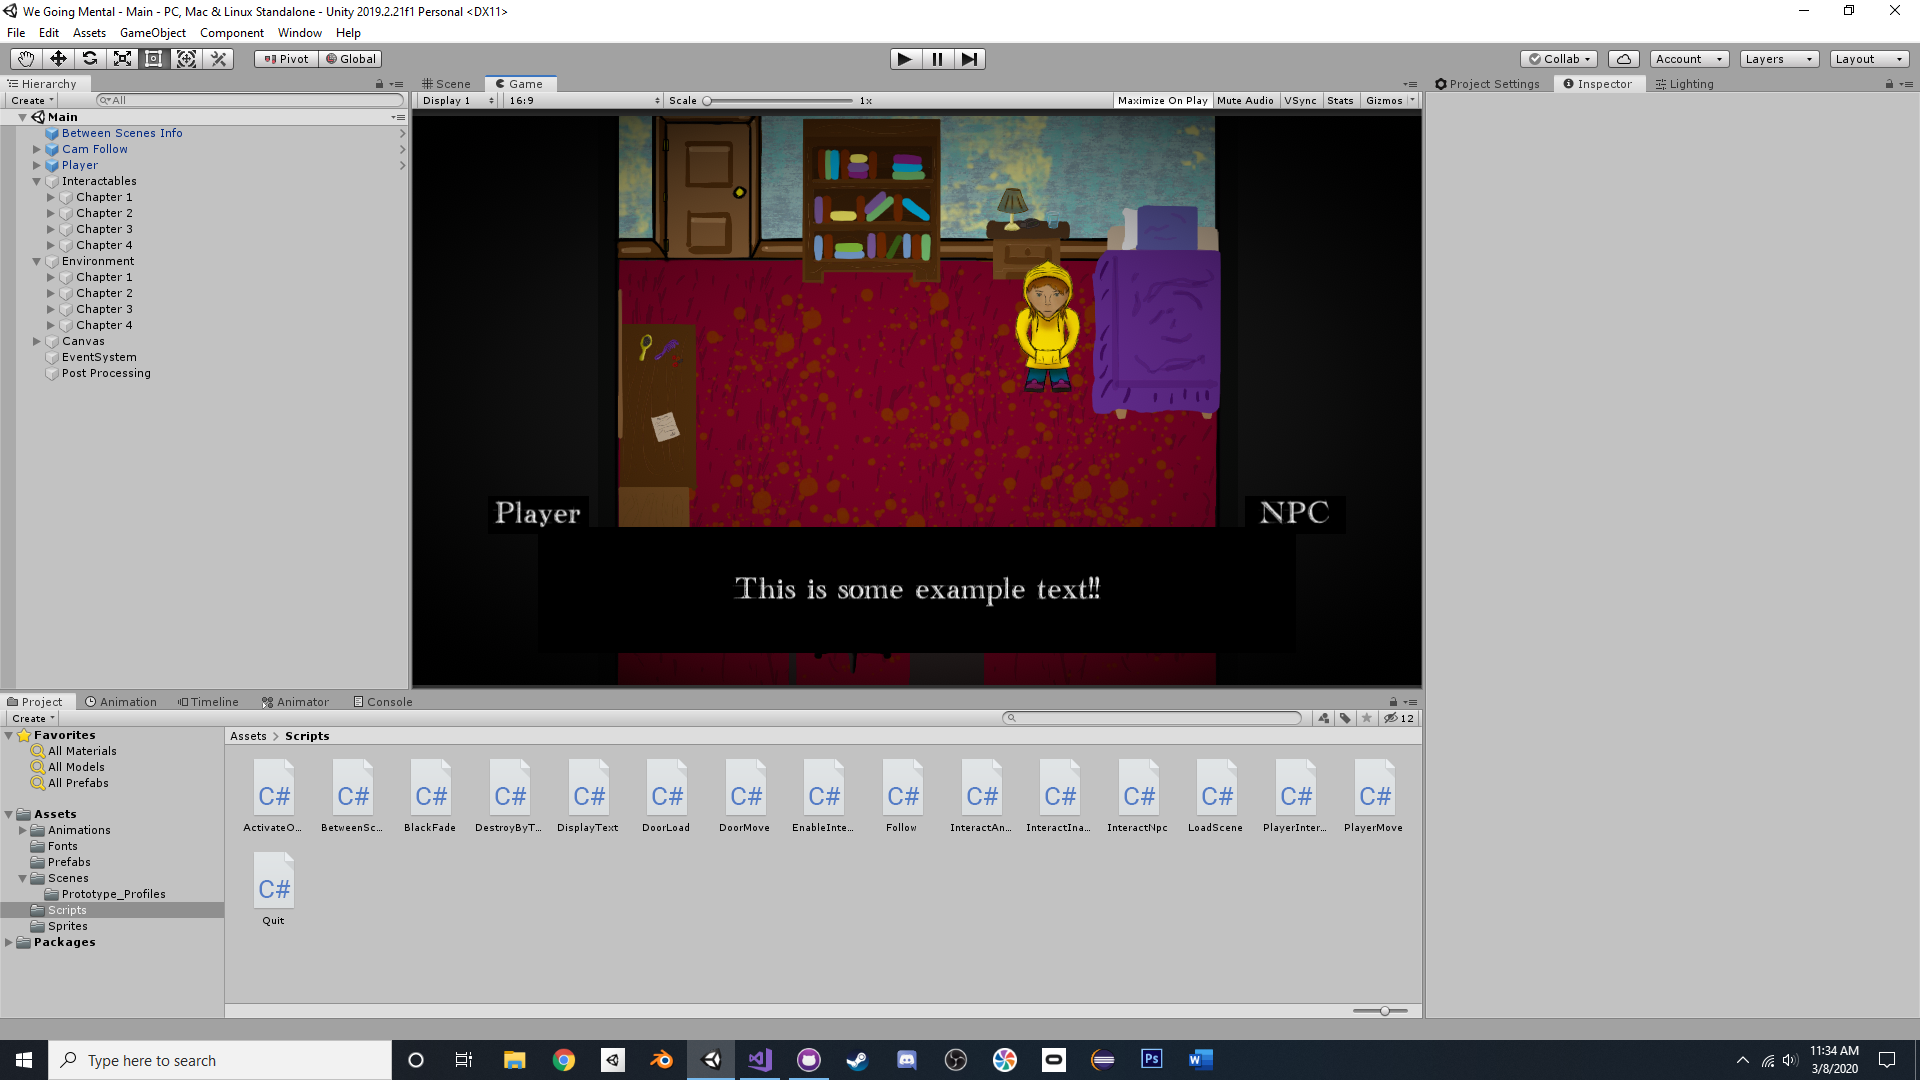 We Going Mental - Main - PC, Mac & Linux Standalone - Unity 2019.2.21f1 Personal <DX11>
File Edit Assets GameObject Component Window Help
Pivot Global Collab Account Layers Layout
Hierarchy Scene Game Project Settings Inspector Lighting
Create All Display 1 16:9 Scale 1x Maximize On Play Mute Audio VSync Stats Gizmos
Main
Between Scenes Info
Cam Follow
Player
Interactables
Chapter 1
Chapter 2
Chapter 3
Chapter 4
Environment
Chapter 1
Chapter 2
Chapter 3
Chapter 4
Canvas
EventSystem
Post Processing
Player NPC
This is some example text!!
Project Animation Timeline Animator Console
Create 12
Favorites
All Materials
All Models
All Prefabs
Assets
Animations
Fonts
Prefabs
Scenes
Prototype_Profiles
Scripts
Sprites
Packages
Assets > Scripts
C# C# C# C# C# C# C# C# C# C# C# C# C# C# C#
ActivateO... BetweenSc... BlackFade DestroyByT... DisplayText DoorLoad DoorMove EnableInte... Follow InteractAn... InteractIna... InteractNpc LoadScene PlayerInter... PlayerMove
C#
Quit
Type here to search
Ps
W
11:34 AM
3/8/2020